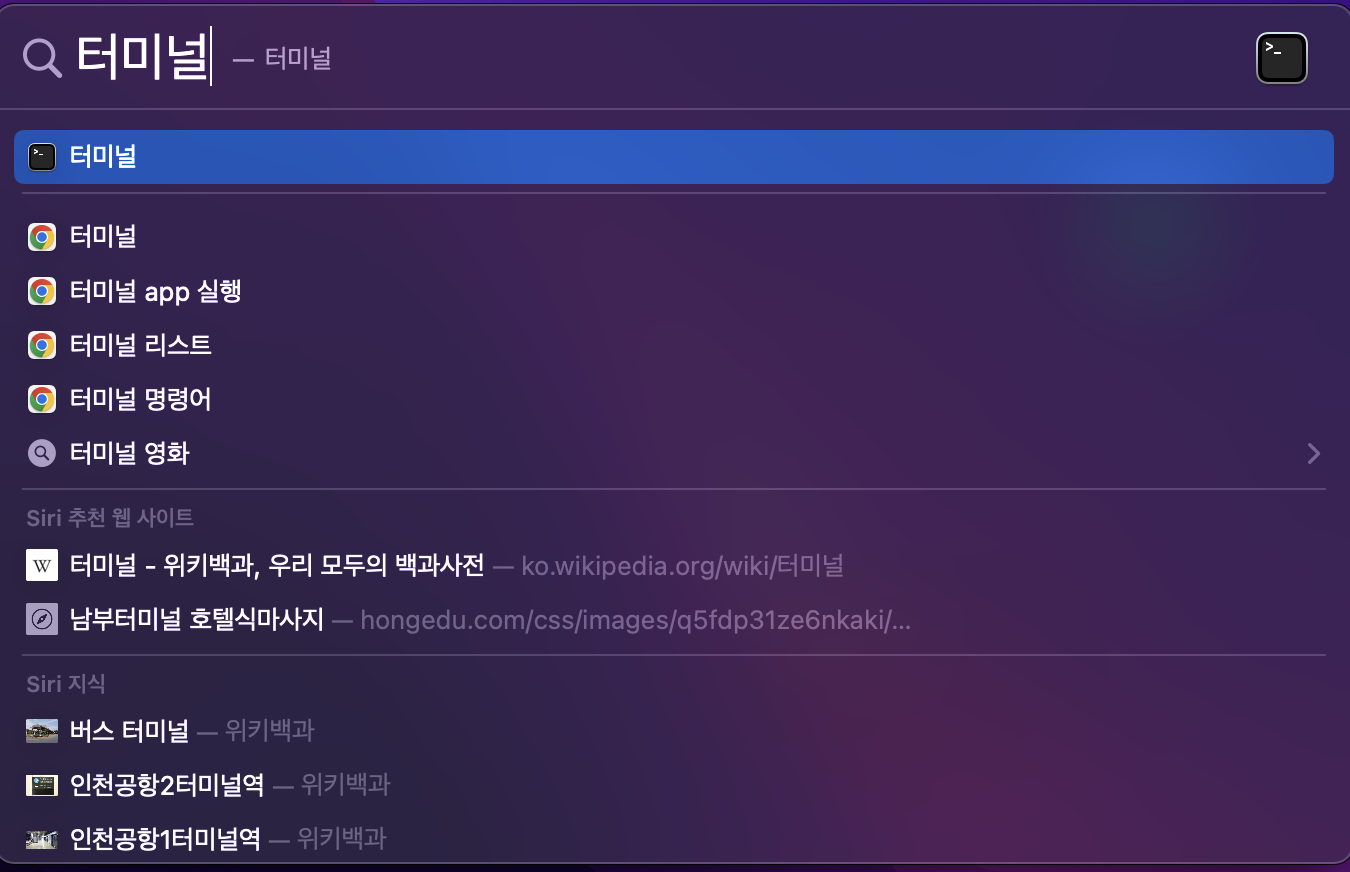 터미널 — 터미널
터미널
터미널
터미널 app 실행
터미널 리스트
터미널 명령어
터미널 영화
Siri 추천 웹 사이트
터미널 - 위키백과, 우리 모두의 백과사전 — ko.wikipedia.org/wiki/터미널
남부터미널 호텔식마사지 — hongedu.com/css/images/q5fdp31ze6nkaki/...
Siri 지식
버스 터미널 — 위키백과
인천공항2터미널역 — 위키백과
인천공항1터미널역 — 위키백과